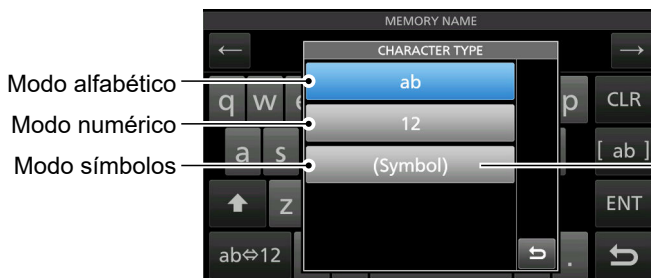 MEMORY NAME
← →
CHARACTER TYPE
Modo alfabético
ab
q w e p CLR
Modo numérico
12
a s [ ab ]
Modo símbolos
(Symbol)
z ENT
ab⇔12 .